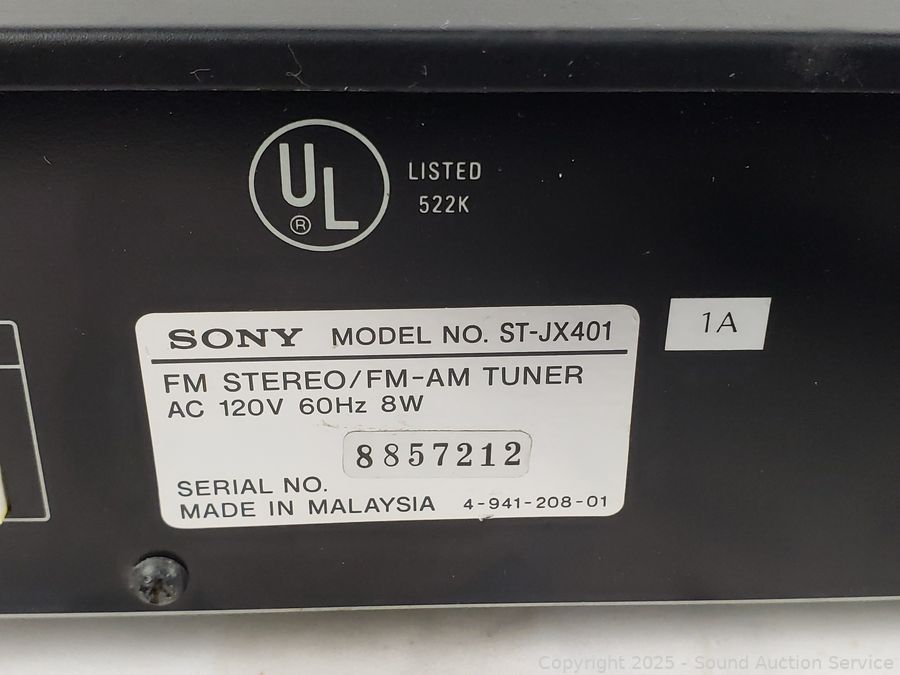 UL
®
LISTED
522K
SONY MODEL NO. ST-JX401
FM STEREO/FM-AM TUNER
AC 120V 60Hz 8W
8857212
SERIAL NO.
MADE IN MALAYSIA 4-941-208-01
1A
Copyright 2025 - Sound Auction Service